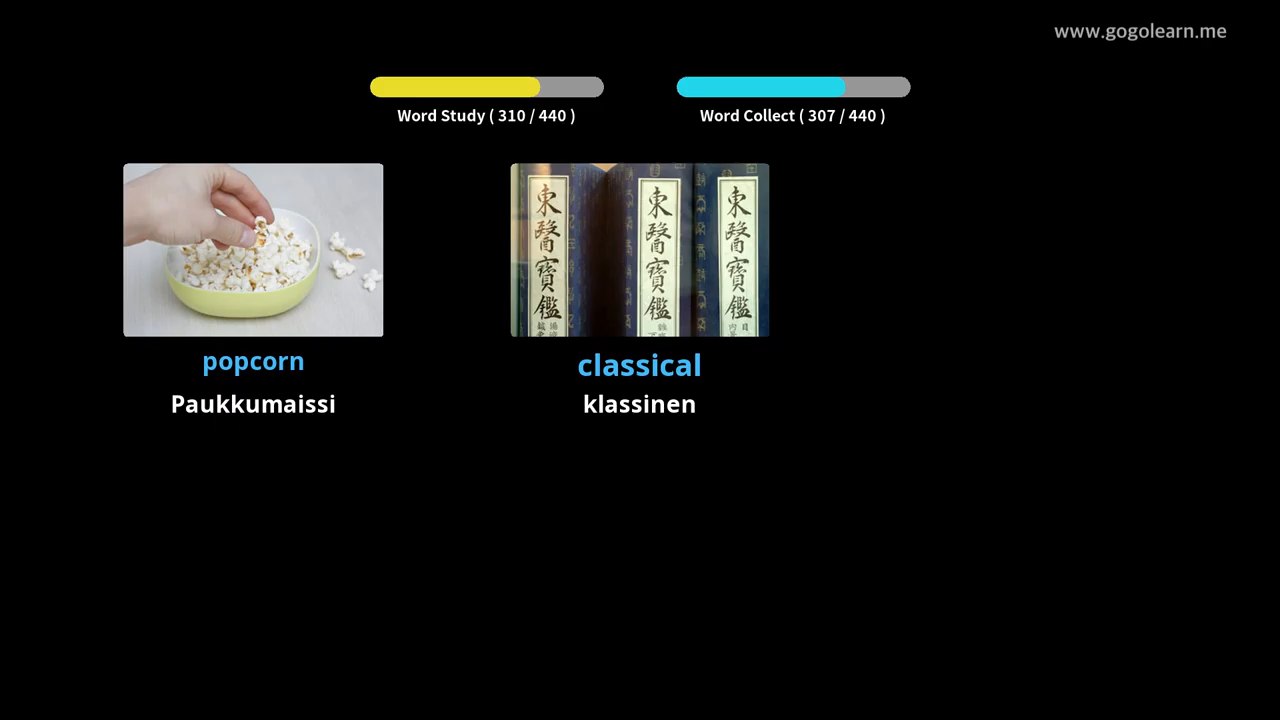 www.gogolearn.me
Word Study ( 310 / 440 )
Word Collect ( 307 / 440 )
東醫寶鑑
東醫寶鑑
東醫寶鑑
popcorn
classical
Paukkumaissi
klassinen